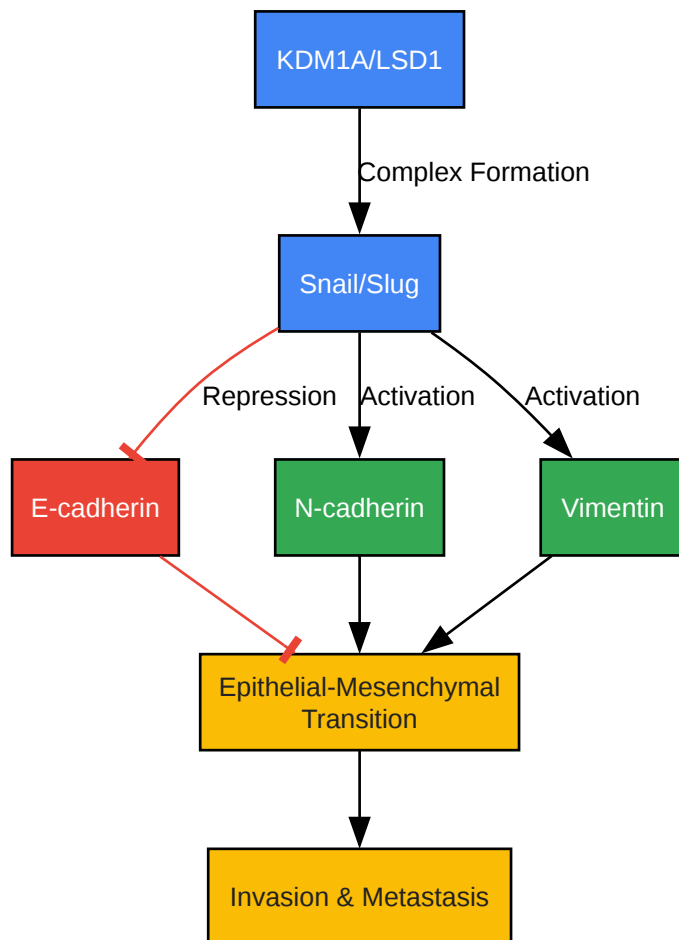 KDM1A/LSD1
Complex Formation
Snail/Slug
Repression
Activation
Activation
E-cadherin
N-cadherin
Vimentin
Epithelial-Mesenchymal
Transition
Invasion & Metastasis